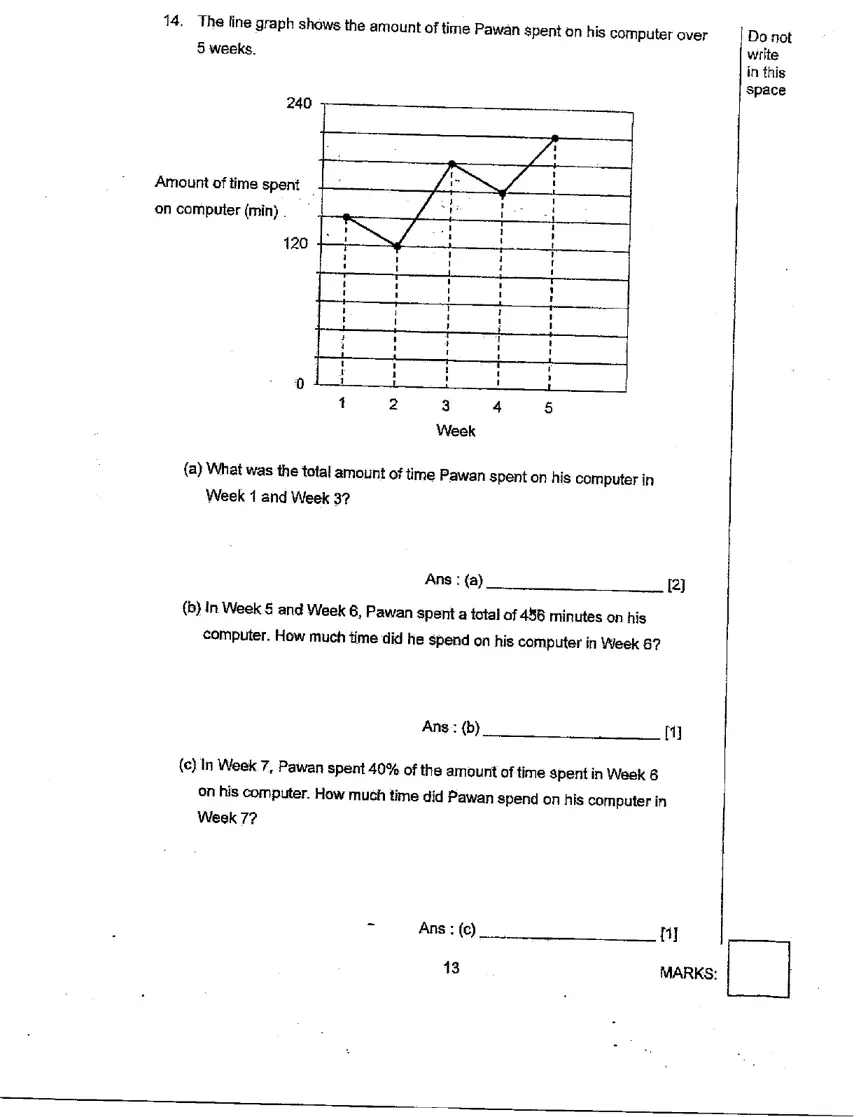 14. The line graph shows the amount of time Pawan spent on his computer over
5 weeks.
Do not
write
in this
space
240
Amount of time spent
on computer (min)
120
0
1 2 3 4 5
Week
(a) What was the total amount of time Pawan spent on his computer in
Week 1 and Week 3?
Ans : (a) [2]
(b) In Week 5 and Week 6, Pawan spent a total of 456 minutes on his
computer. How much time did he spend on his computer in Week 6?
Ans : (b) [1]
(c) In Week 7, Pawan spent 40% of the amount of time spent in Week 6
on his computer. How much time did Pawan spend on his computer in
Week 7?
Ans : (c) [1]
13
MARKS: